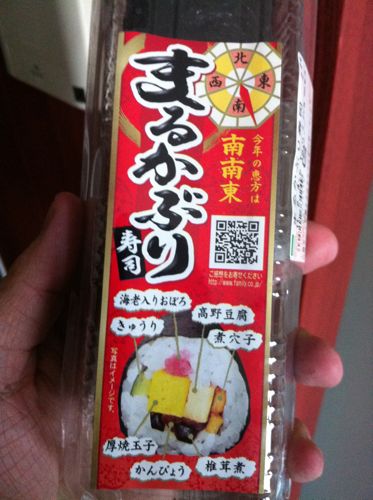 まるかぶり
寿司
北
東
南
西
今年の恵方は
南南東
ご感想をお寄せください
http://www.family.co.jp/
海老入りおぼろ
高野豆腐
きゅうり
煮穴子
写真はイメージです。
厚焼玉子
かんぴょう
椎茸煮